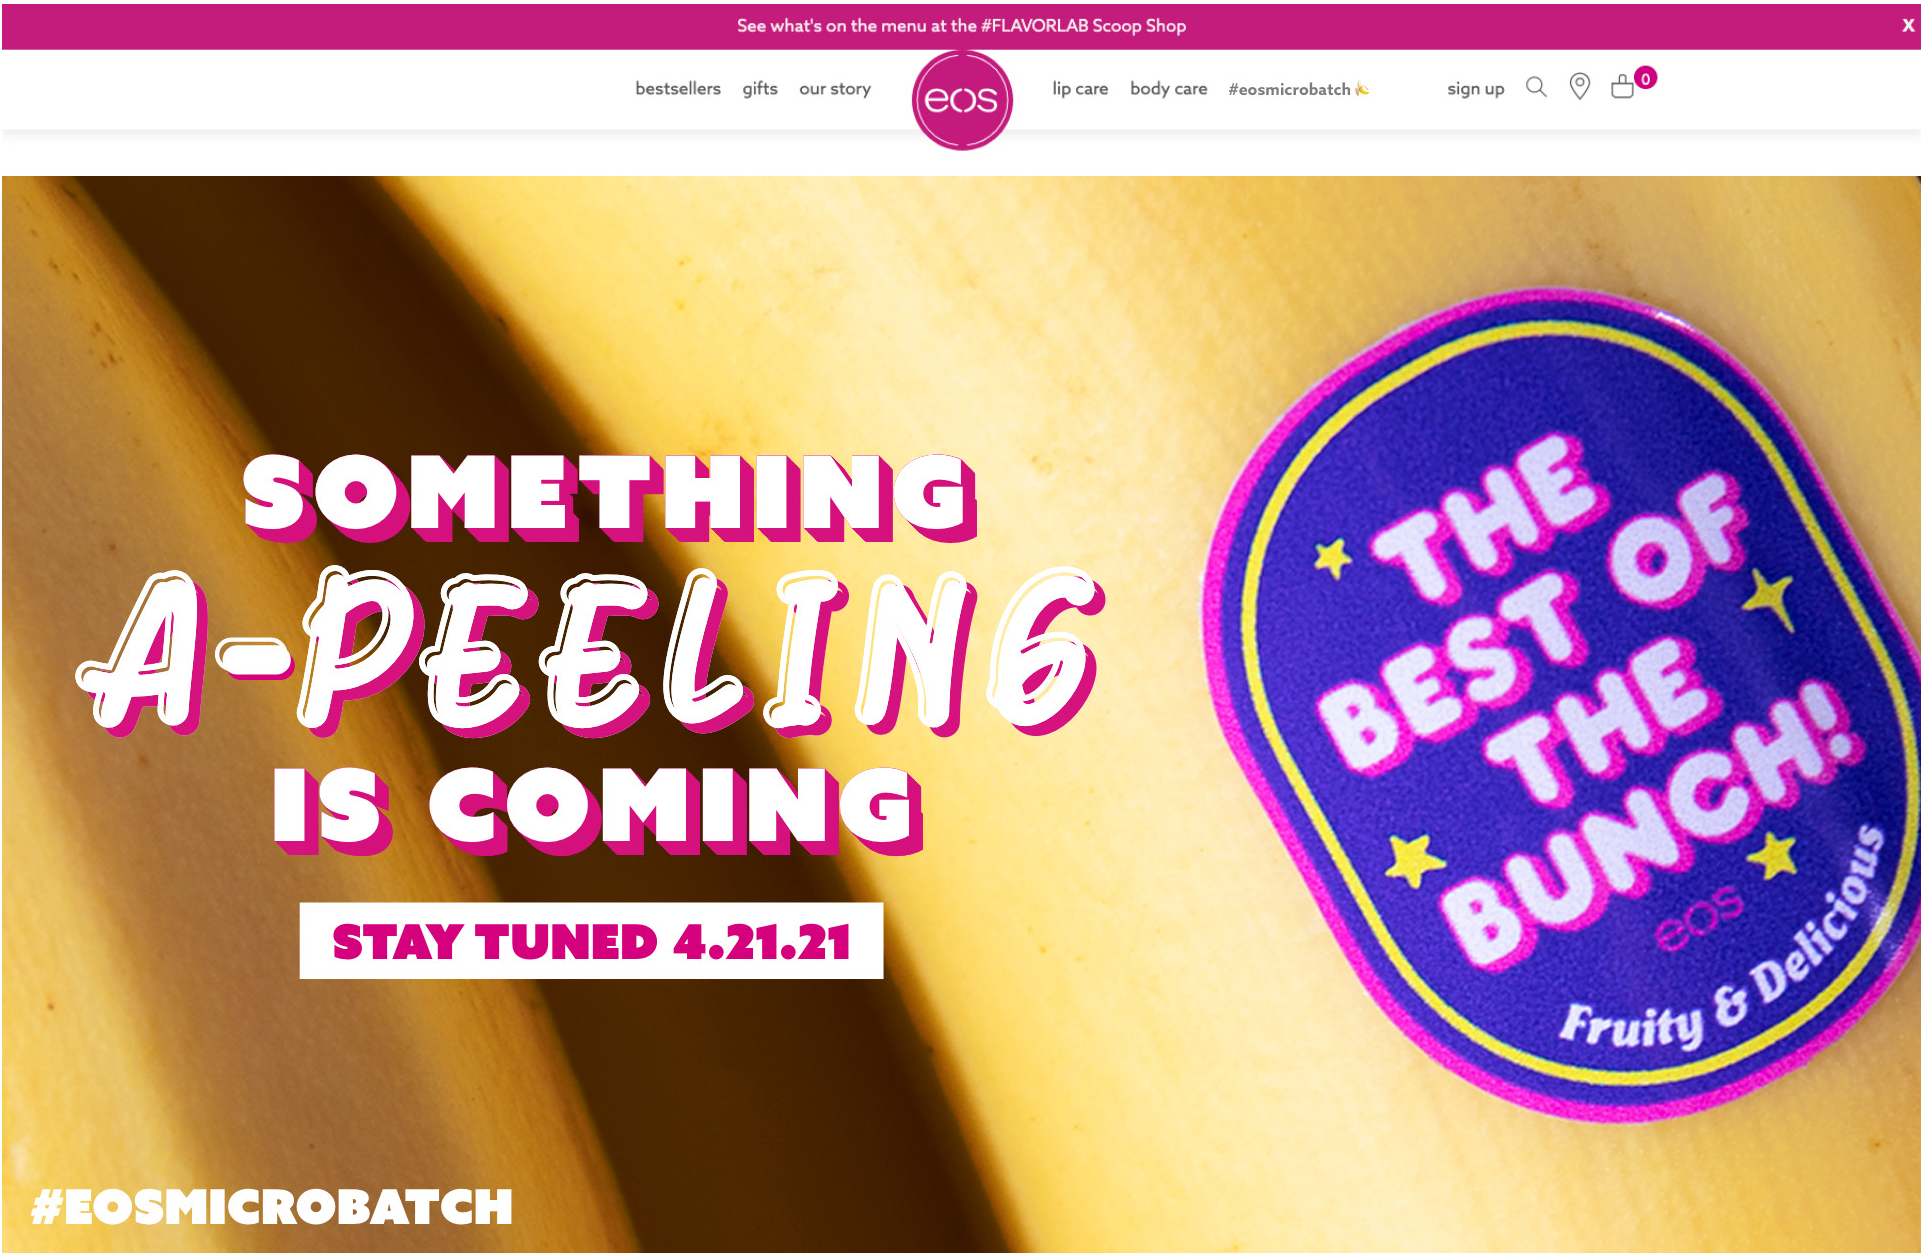 See what's on the menu at the #FLAVORLAB Scoop Shop
X
bestsellers gifts our story eos lip care body care #eosmicrobatch🍌 sign up 0
SOMETHING
A-PEELING
IS COMING
STAY TUNED 4.21.21
#EOSMICROBATCH
THE
BEST OF
THE
BUNCH!
eos
Fruity & Delicious